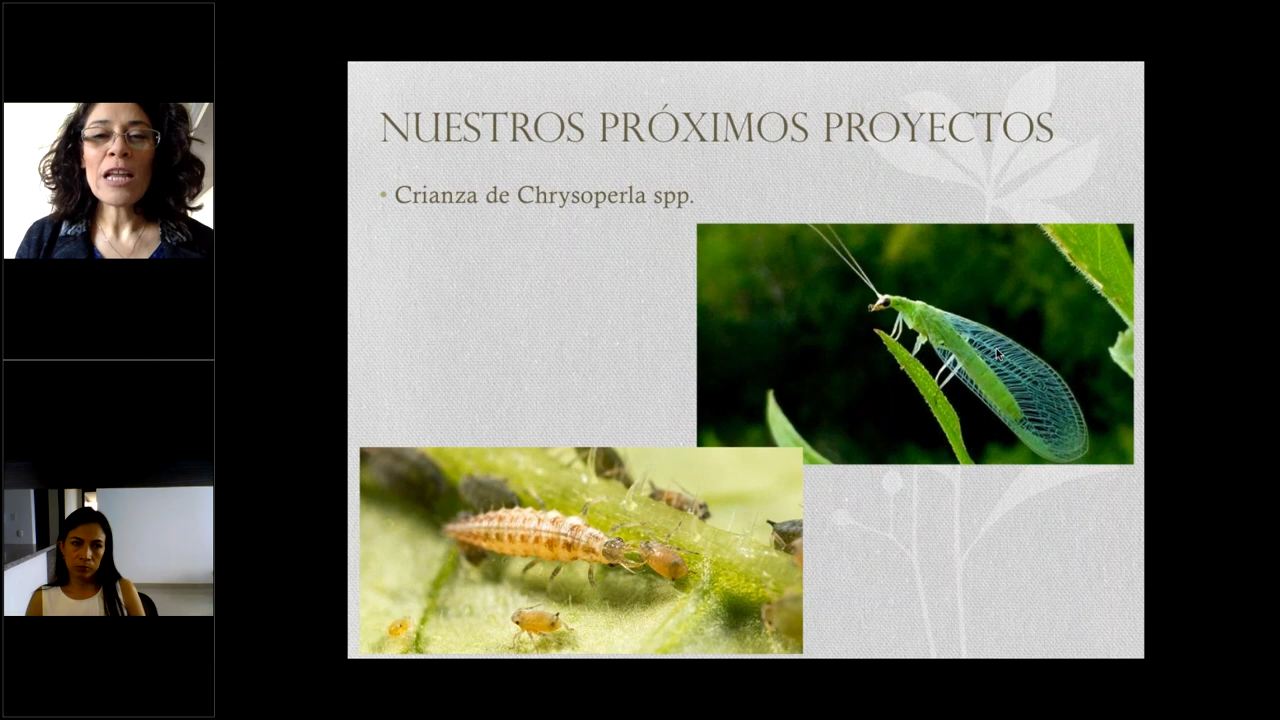 NUESTROS PRÓXIMOS PROYECTOS
• Crianza de Chrysoperla spp.